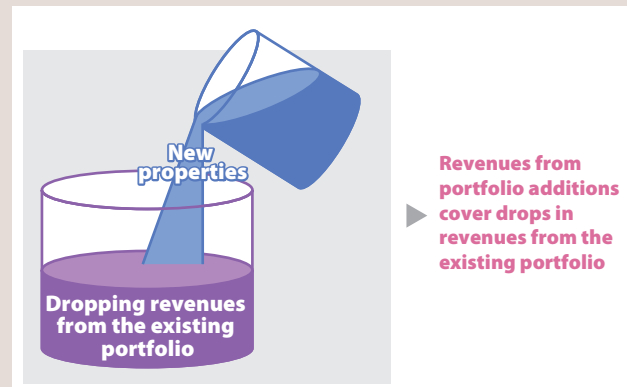 New
properties
Dropping revenues
from the existing
portfolio
Revenues from
portfolio additions
cover drops in
revenues from the
existing portfolio